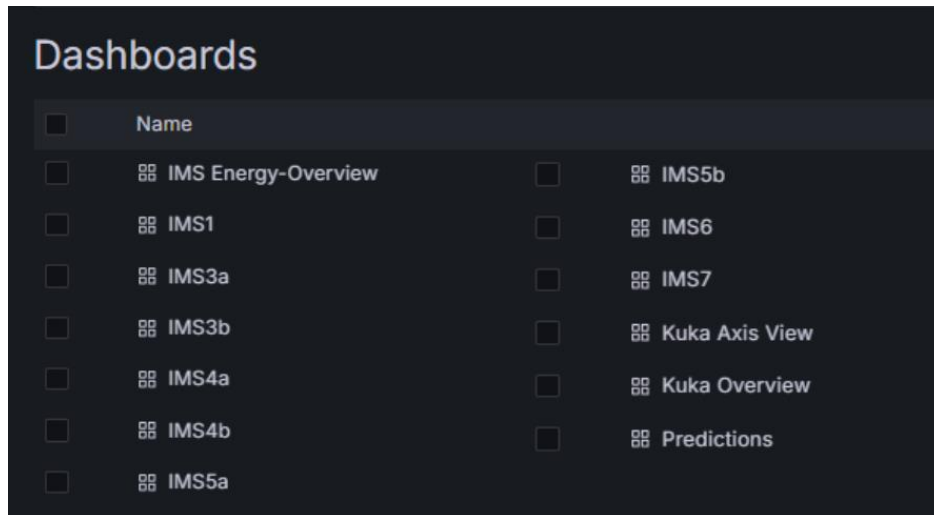 Dashboards
Name
IMS Energy-Overview
IMS1
IMS3a
IMS3b
IMS4a
IMS4b
IMS5a
IMS5b
IMS6
IMS7
Kuka Axis View
Kuka Overview
Predictions